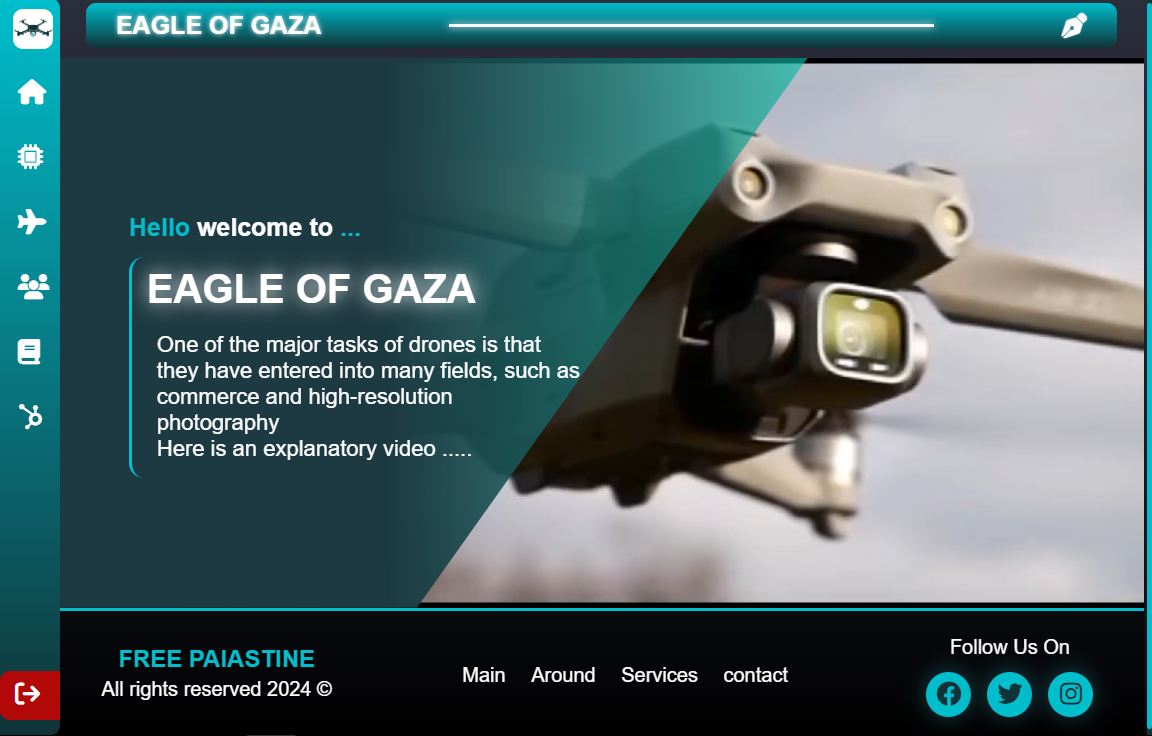 EAGLE OF GAZA
Hello welcome to ...
EAGLE OF GAZA
One of the major tasks of drones is that
they have entered into many fields, such as
commerce and high-resolution
photography
Here is an explanatory video .....
FREE PAIASTINE
All rights reserved 2024 ©
Main Around Services contact
Follow Us On